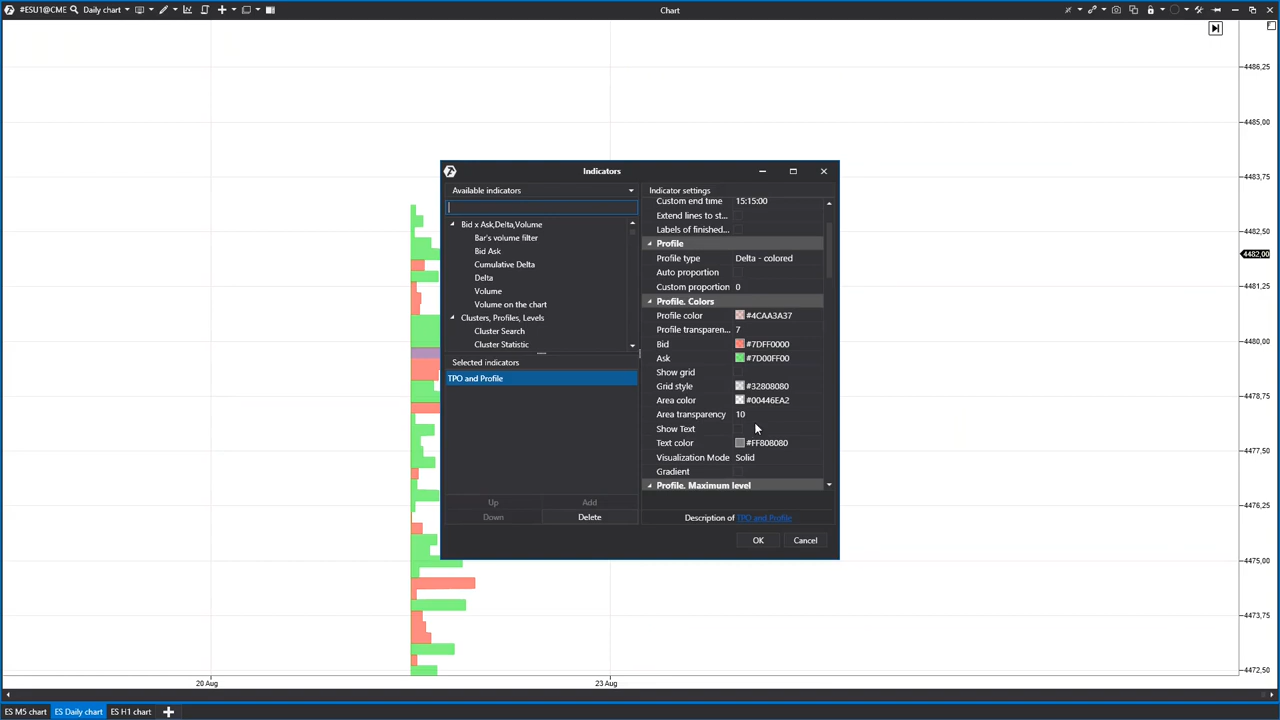 #ESU1@CME Daily chart Chart
4486,25
4485,00
4483,75
4482,50
4482,00
4481,25
4480,00
4478,75
4477,50
4476,25
4475,00
4473,75
4472,50
Indicators
Available indicators
Bid x Ask,Delta,Volume
Bar's volume filter
Bid Ask
Cumulative Delta
Delta
Volume
Volume on the chart
Clusters, Profiles, Levels
Cluster Search
Cluster Statistic
Selected indicators
TPO and Profile
Up Add
Down Delete
Indicator settings
Custom end time 15:15:00
Extend lines to st...
Labels of finished...
Profile
Profile type Delta - colored
Auto proportion
Custom proportion 0
Profile. Colors
Profile color #4CAA3A37
Profile transparen... 7
Bid #7DFF0000
Ask #7D00FF00
Show grid
Grid style #32808080
Area color #00446EA2
Area transparency 10
Show Text
Text color #FF808080
Visualization Mode Solid
Gradient
Profile. Maximum level
Description of TPO and Profile
OK Cancel
20 Aug 23 Aug
ES M5 chart ES Daily chart ES H1 chart